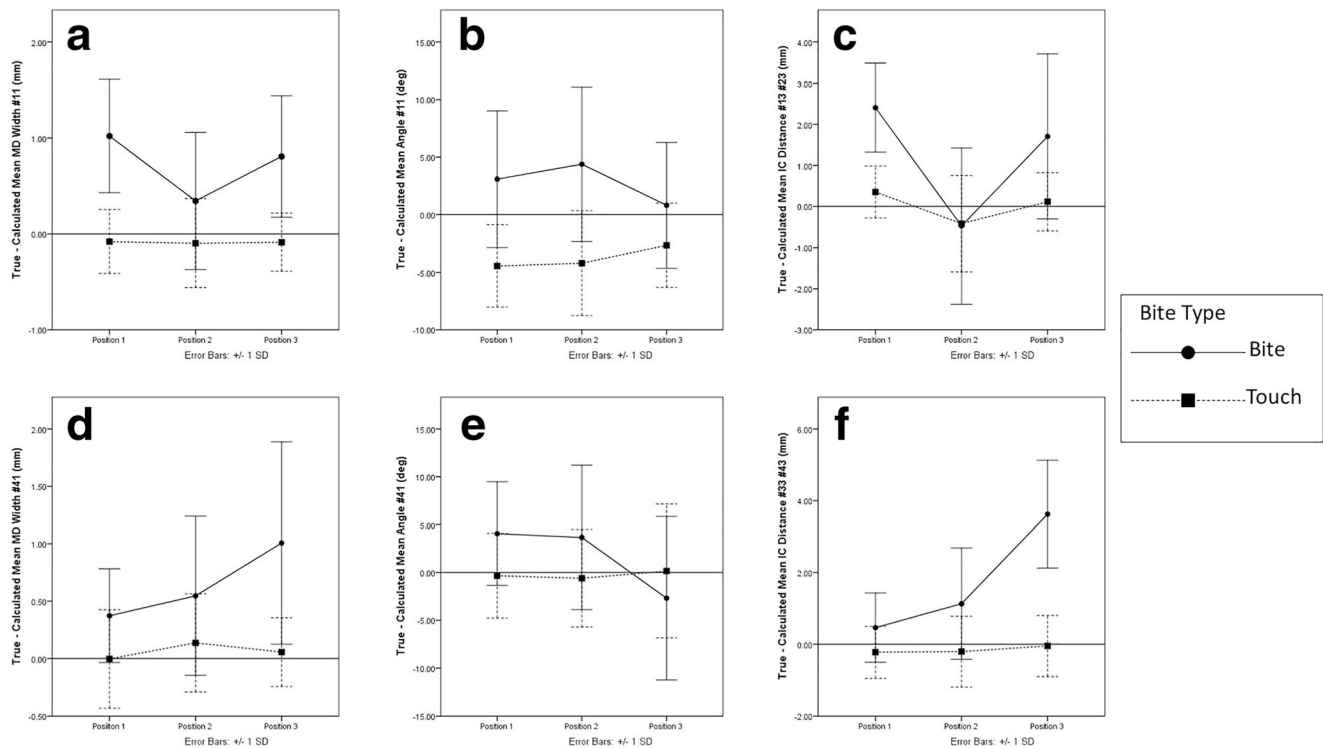 a
True - Calculated Mean MD Width #11 (mm)
2.00
1.00
0.00
-1.00
Position 1
Position 2
Position 3
Error Bars: +/- 1 SD
b
True - Calculated Mean Angle #11 (deg)
15.00
10.00
5.00
0.00
-5.00
-10.00
Position 1
Position 2
Position 3
Error Bars: +/- 1 SD
c
True - Calculated Mean IC Distance #13 #23 (mm)
4.00
3.00
2.00
1.00
0.00
-1.00
-2.00
-3.00
Position 1
Position 2
Position 3
Error Bars: +/- 1 SD
Bite Type
Bite
Touch
d
True - Calculated Mean MD Width #41 (mm)
2.00
1.50
1.00
0.50
0.00
-0.50
Position 1
Position 2
Position 3
Error Bars: +/- 1 SD
e
True - Calculated Mean Angle #41 (deg)
15.00
10.00
5.00
0.00
-5.00
-10.00
-15.00
Position 1
Position 2
Position 3
Error Bars: +/- 1 SD
f
True - Calculated Mean IC Distance #33 #43 (mm)
6.00
4.00
2.00
0.00
-2.00
Position 1
Position 2
Position 3
Error Bars: +/- 1 SD